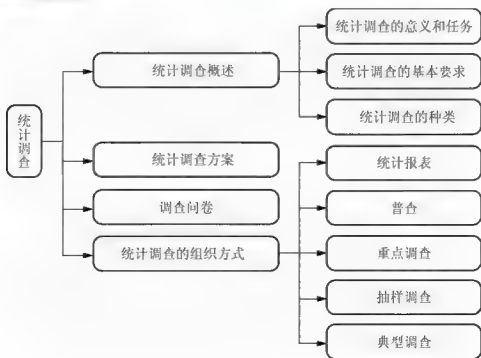 统计调查
统计调查概述
统计调查的意义和任务
统计调查的基本要求
统计调查的种类
统计调查方案
调查问卷
统计调查的组织方式
统计报表
普查
重点调查
抽样调查
典型调查